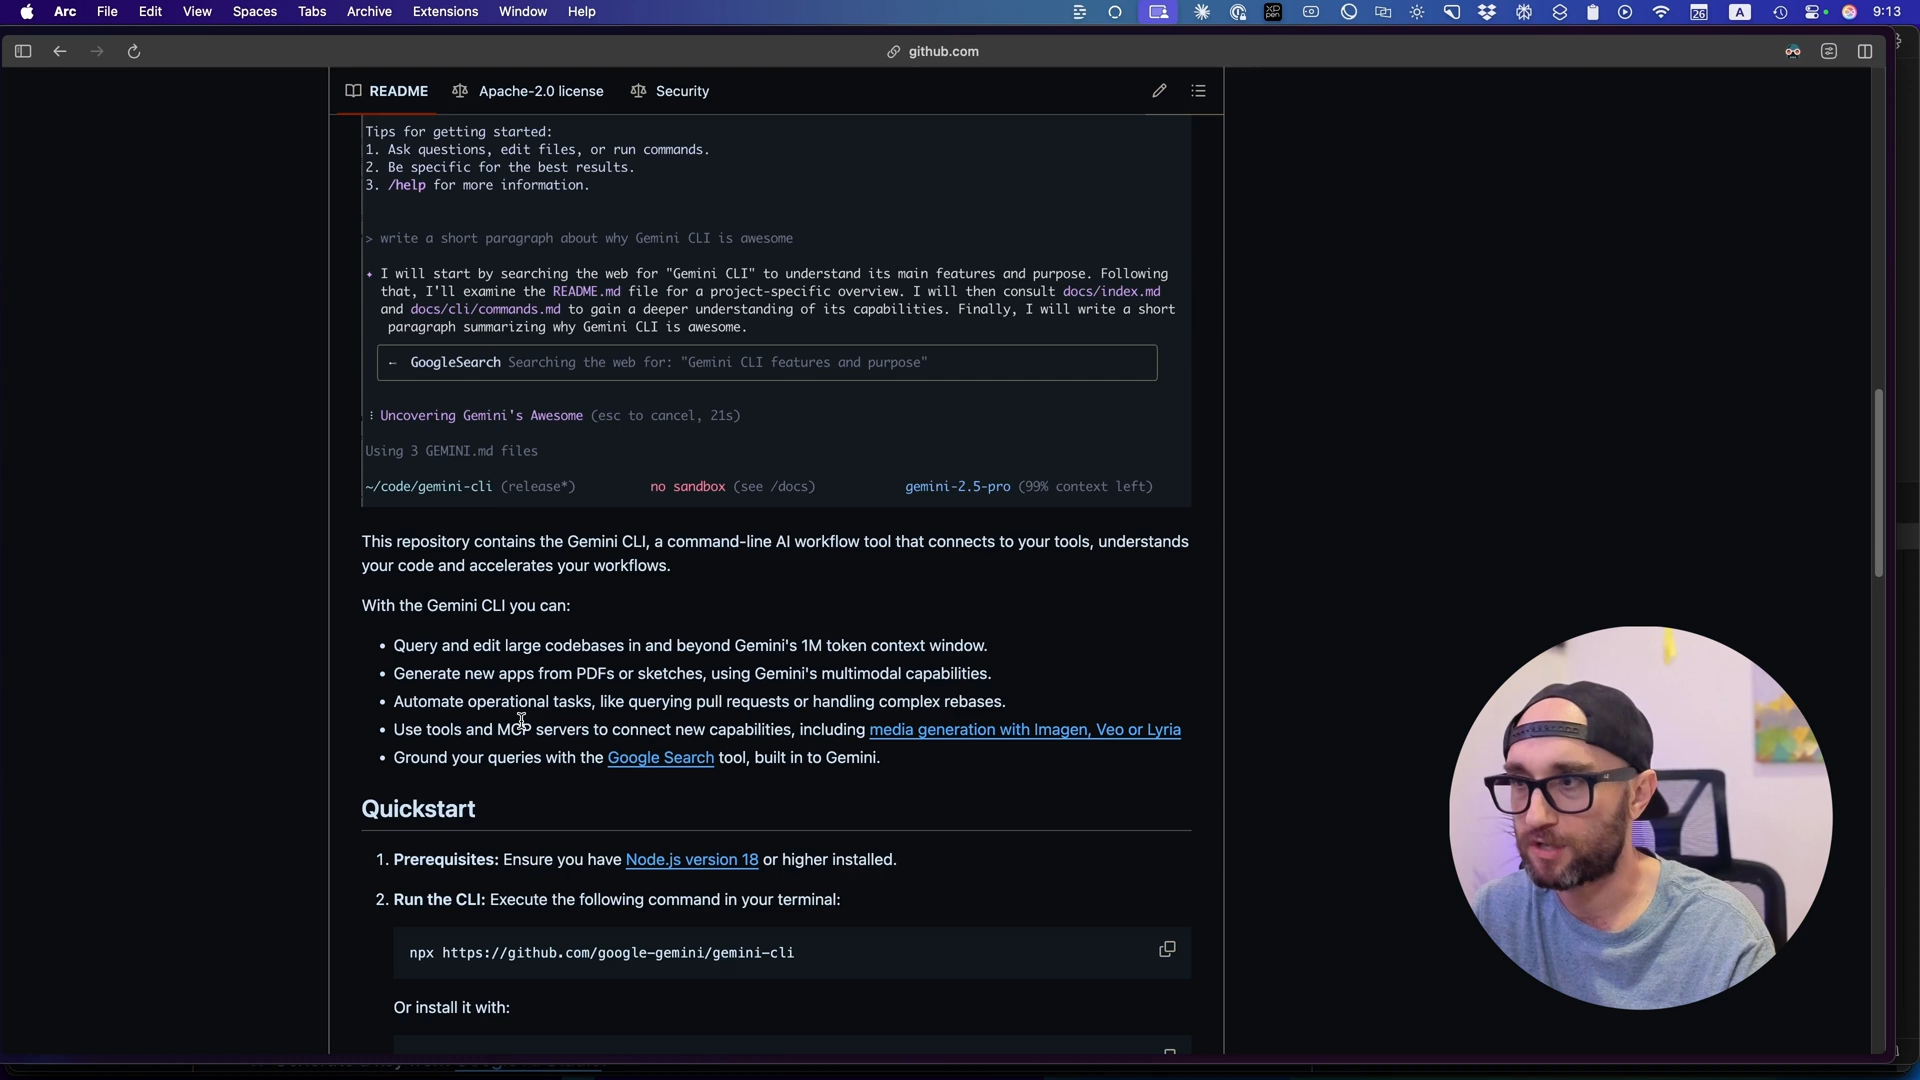 Arc File Edit View Spaces Tabs Archive Extensions Window Help
XP pen
26
A
9:13
github.com
README Apache-2.0 license Security
Tips for getting started:
1. Ask questions, edit files, or run commands.
2. Be specific for the best results.
3. /help for more information.
> write a short paragraph about why Gemini CLI is awesome
✦ I will start by searching the web for "Gemini CLI" to understand its main features and purpose. Following
that, I'll examine the README.md file for a project-specific overview. I will then consult docs/index.md
and docs/cli/commands.md to gain a deeper understanding of its capabilities. Finally, I will write a short
paragraph summarizing why Gemini CLI is awesome.
← GoogleSearch Searching the web for: "Gemini CLI features and purpose"
⠇Uncovering Gemini's Awesome (esc to cancel, 21s)
Using 3 GEMINI.md files
~/code/gemini-cli (release*) no sandbox (see /docs) gemini-2.5-pro (99% context left)
This repository contains the Gemini CLI, a command-line AI workflow tool that connects to your tools, understands
your code and accelerates your workflows.
With the Gemini CLI you can:
• Query and edit large codebases in and beyond Gemini's 1M token context window.
• Generate new apps from PDFs or sketches, using Gemini's multimodal capabilities.
• Automate operational tasks, like querying pull requests or handling complex rebases.
• Use tools and MCP servers to connect new capabilities, including media generation with Imagen, Veo or Lyria
• Ground your queries with the Google Search tool, built in to Gemini.
Quickstart
1. Prerequisites: Ensure you have Node.js version 18 or higher installed.
2. Run the CLI: Execute the following command in your terminal:
npx https://github.com/google-gemini/gemini-cli
Or install it with: